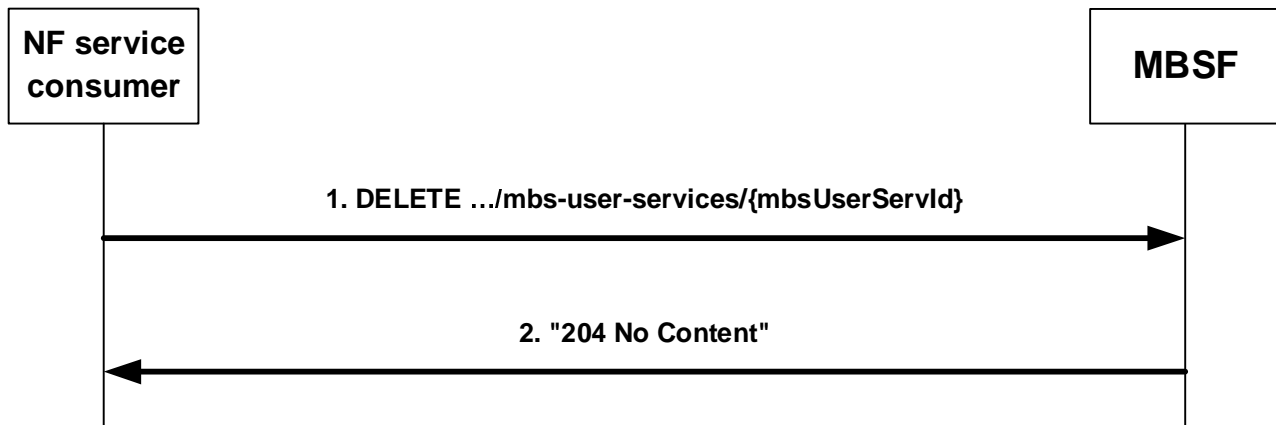 NF service
consumer
MBSF
1. DELETE …/mbs-user-services/{mbsUserServId}
2. "204 No Content"